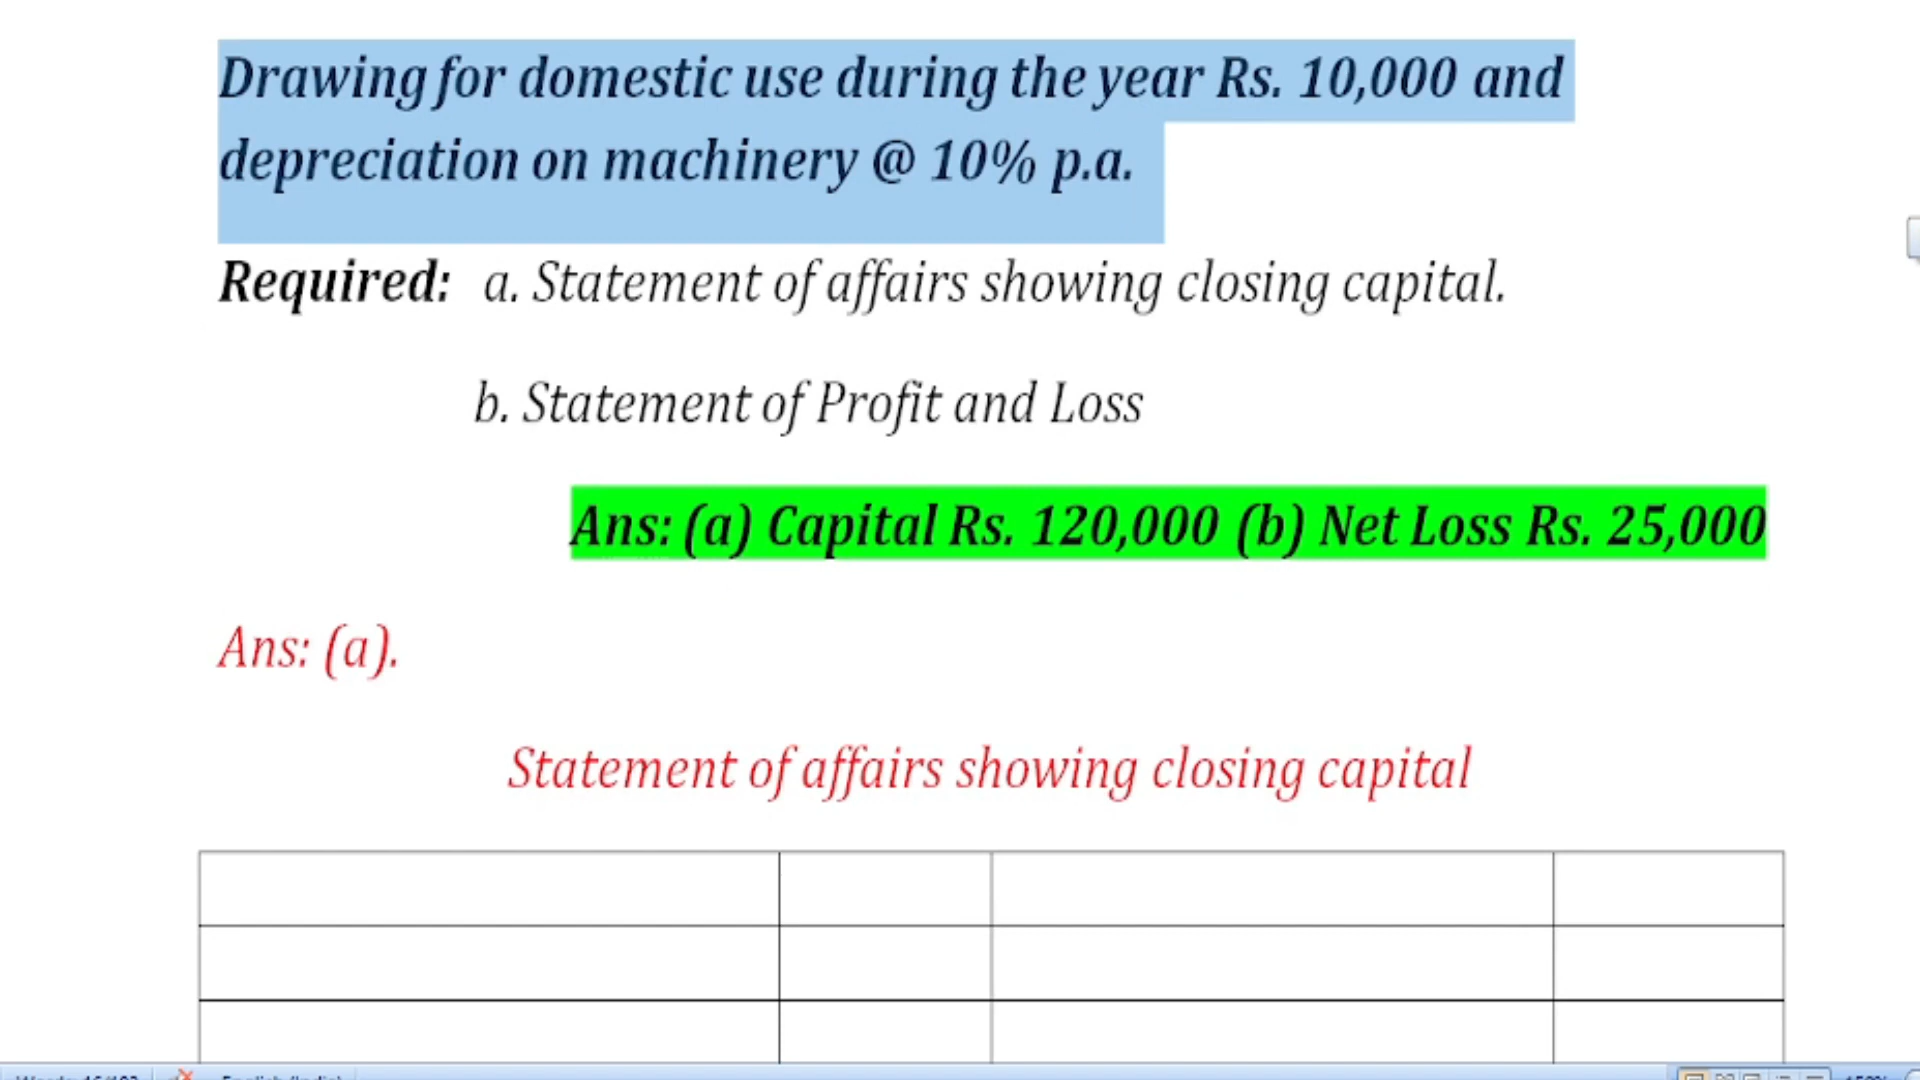 Drawing for domestic use during the year Rs. 10,000 and
depreciation on machinery @ 10% p.a.
Required: a. Statement of affairs showing closing capital.
b. Statement of Profit and Loss
Ans: (a) Capital Rs. 120,000 (b) Net Loss Rs. 25,000
Ans: (a).
Statement of affairs showing closing capital